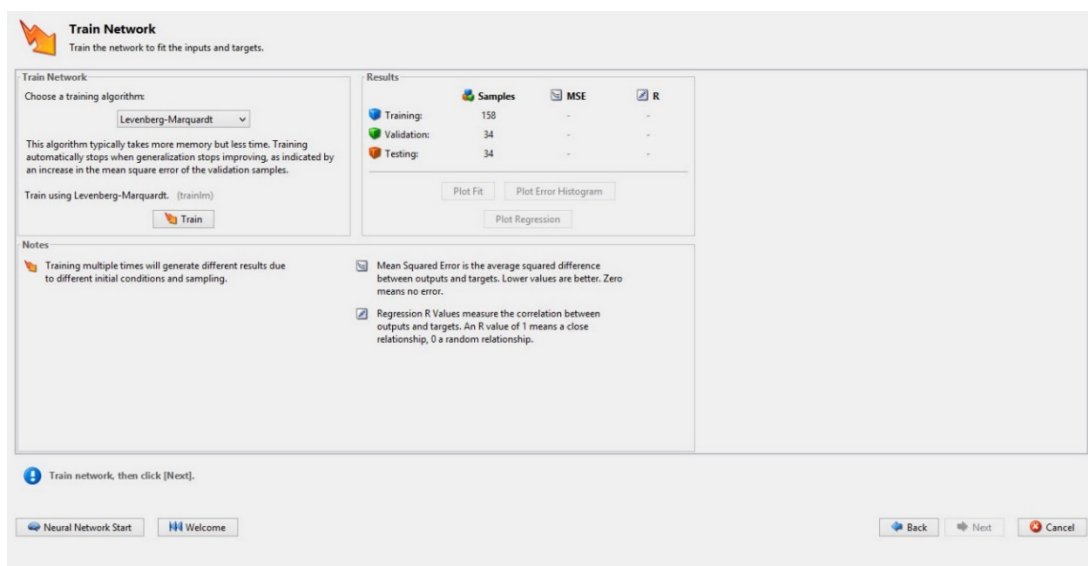 Train Network
Train the network to fit the inputs and targets.
Train Network
Choose a training algorithm:
Levenberg-Marquardt
This algorithm typically takes more memory but less time. Training
automatically stops when generalization stops improving, as indicated by
an increase in the mean square error of the validation samples.
Train using Levenberg-Marquardt. (trainlm)
Train
Results
Samples MSE R
Training: 158 - -
Validation: 34 - -
Testing: 34 - -
Plot Fit Plot Error Histogram
Plot Regression
Notes
Training multiple times will generate different results due
to different initial conditions and sampling.
Mean Squared Error is the average squared difference
between outputs and targets. Lower values are better. Zero
means no error.
Regression R Values measure the correlation between
outputs and targets. An R value of 1 means a close
relationship, 0 a random relationship.
Train network, then click [Next].
Neural Network Start Welcome Back Next Cancel